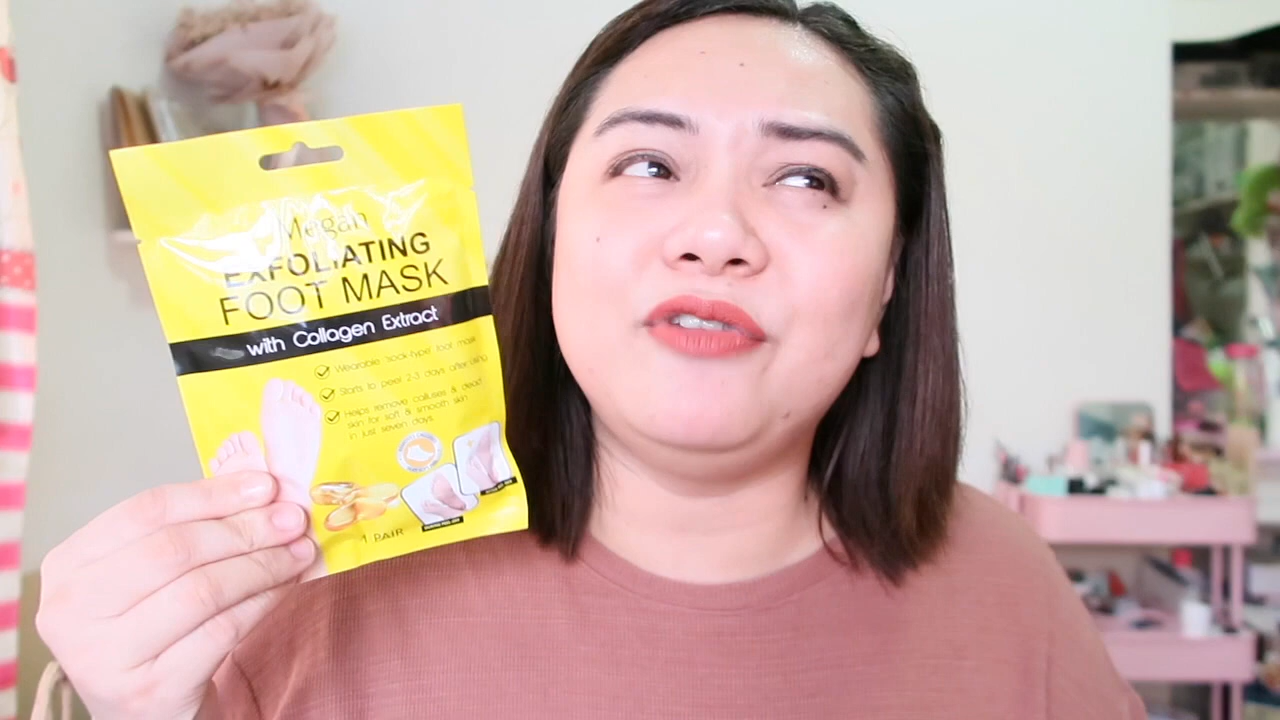 Megan
EXFOLIATING
FOOT MASK
with Collagen Extract
Wearable 'sock-type' foot mask
Starts to peel 2-3 days after using
Helps remove calluses & dead
skin for soft & smooth skin
in just seven days.
1 PAIR